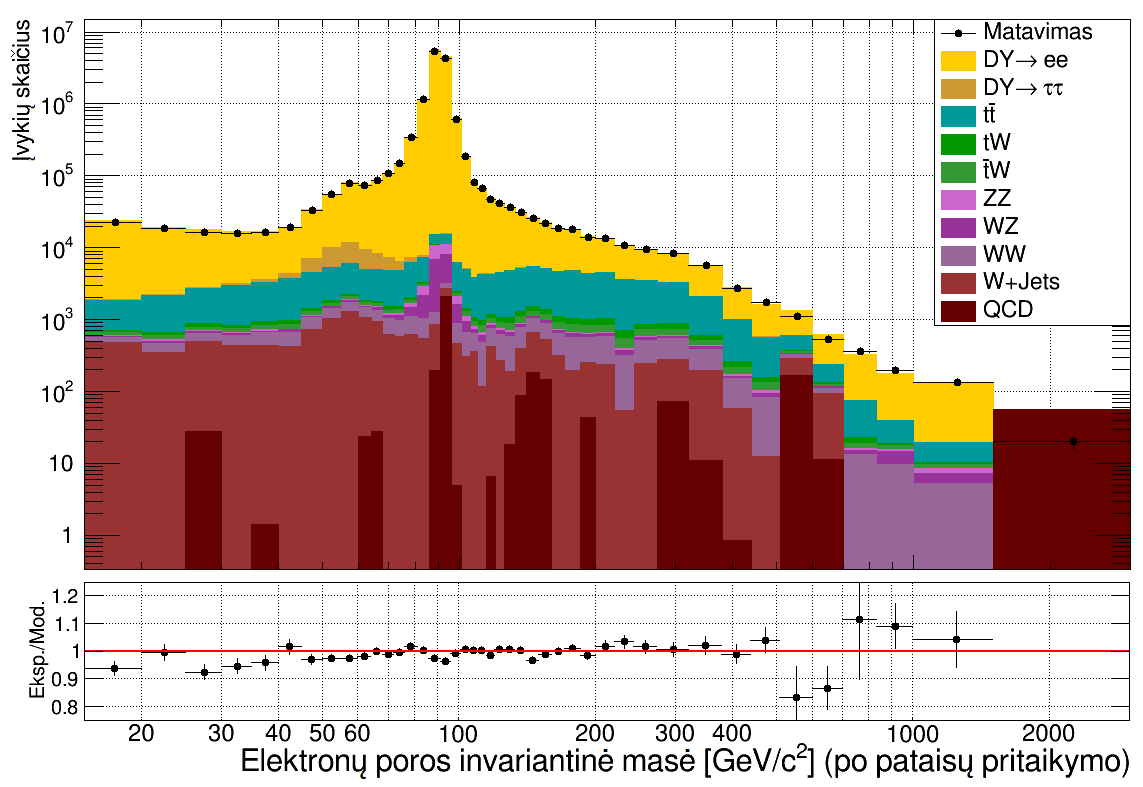 Įvykių skaičius
10⁷
10⁶
10⁵
10⁴
10³
10²
10
1
Matavimas
DY→ ee
DY→ ττ
tt̄
tW
t̄W
ZZ
WZ
WW
W+Jets
QCD
Eksp./Mod.
1.2
1.1
1
0.9
0.8
20 30 40 50 60 100 200 300 400 1000 2000
Elektronų poros invariantinė masė [GeV/c²] (po pataisų pritaikymo)